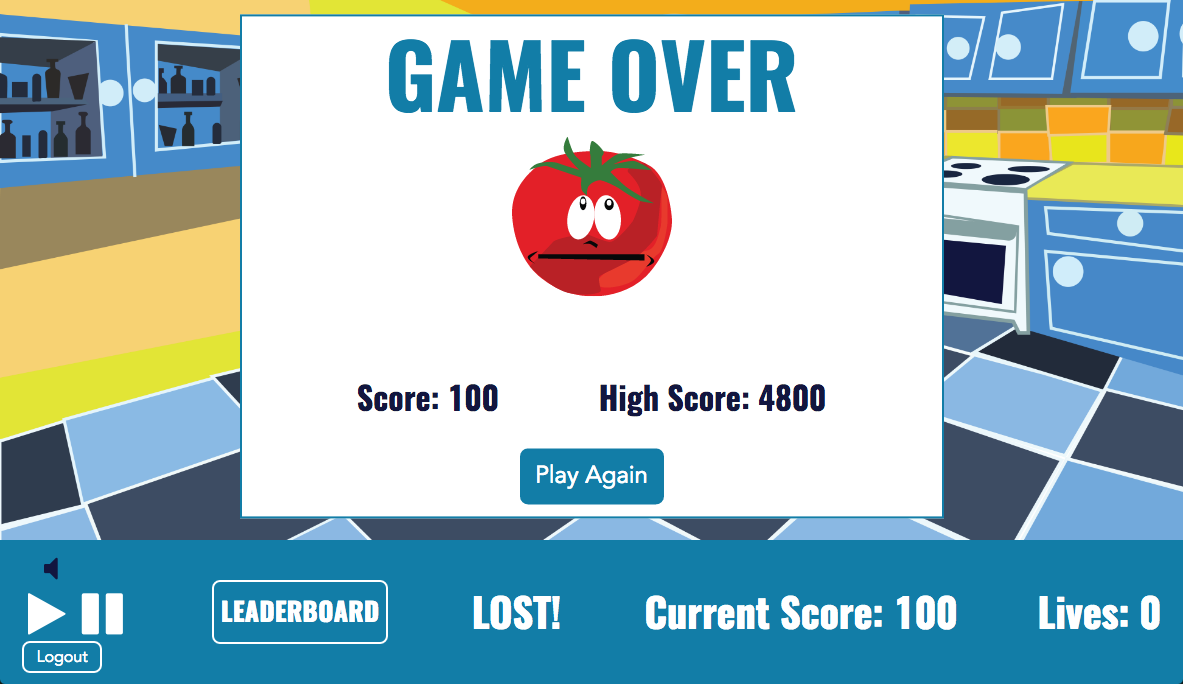 GAME OVER
Score: 100
High Score: 4800
Play Again
LEADERBOARD
LOST!
Current Score: 100
Lives: 0
Logout